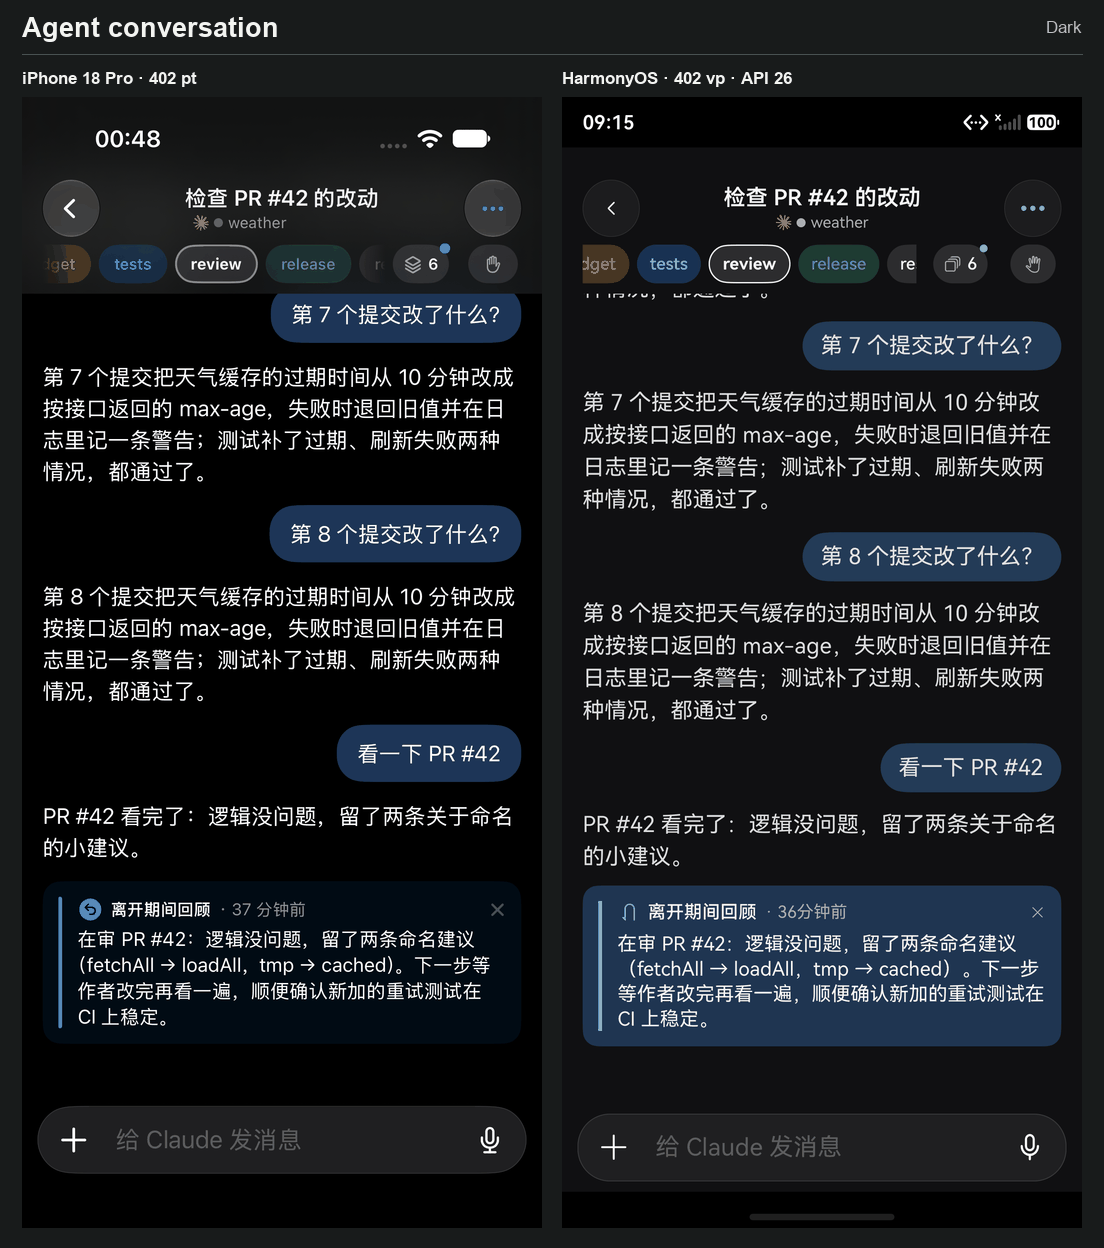 Agent conversation
Dark
iPhone 18 Pro · 402 pt
00:48
检查 PR #42 的改动
weather
dget
tests
review
release
6
第 7 个提交改了什么?
第 7 个提交把天气缓存的过期时间从 10 分钟改成
按接口返回的 max-age，失败时退回旧值并在日
志里记一条警告；测试补了过期、刷新失败两种
情况，都通过了。
第 8 个提交改了什么?
第 8 个提交把天气缓存的过期时间从 10 分钟改成
按接口返回的 max-age，失败时退回旧值并在日
志里记一条警告；测试补了过期、刷新失败两种
情况，都通过了。
看一下 PR #42
PR #42 看完了：逻辑没问题，留了两条关于命名
的小建议。
离开期间回顾 · 37 分钟前
在审 PR #42：逻辑没问题，留了两条命名建议
（fetchAll → loadAll，tmp → cached）。下一步等
作者改完再看一遍，顺便确认新加的重试测试在
CI 上稳定。
给 Claude 发消息
HarmonyOS · 402 vp · API 26
09:15
100
检查 PR #42 的改动
weather
dget
tests
review
release
re
6
种情况，都通过了。
第 7 个提交改了什么？
第 7 个提交把天气缓存的过期时间从 10 分钟改
成按接口返回的 max-age，失败时退回旧值并在
日志里记一条警告；测试补了过期、刷新失败两
种情况，都通过了。
第 8 个提交改了什么？
第 8 个提交把天气缓存的过期时间从 10 分钟改
成按接口返回的 max-age，失败时退回旧值并在
日志里记一条警告；测试补了过期、刷新失败两
种情况，都通过了。
看一下 PR #42
PR #42 看完了：逻辑没问题，留了两条关于命名
的小建议。
离开期间回顾 · 36分钟前
在审 PR #42：逻辑没问题，留了两条命名建议
（fetchAll → loadAll，tmp → cached）。下一步
等作者改完再看一遍，顺便确认新加的重试测试在
CI 上稳定。
给 Claude 发消息